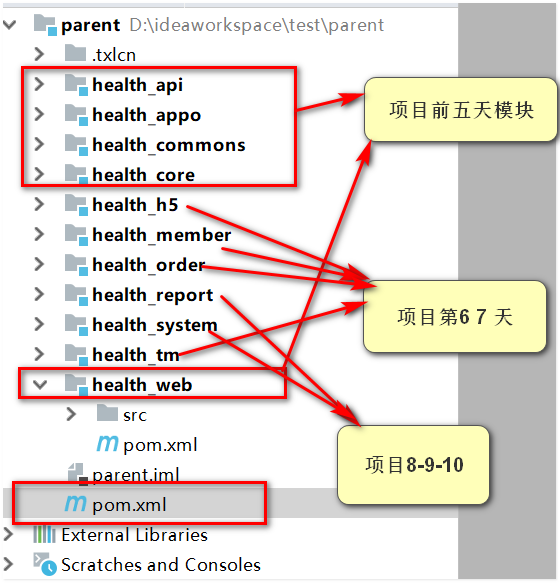 parent D:\ideaworkspace\test\parent
.txlcn
health_api
health_appo
health_commons
health_core
health_h5
health_member
health_order
health_report
health_system
health_tm
health_web
src
pom.xml
parent.iml
pom.xml
External Libraries
Scratches and Consoles
项目前五天模块
项目第6 7 天
项目8-9-10